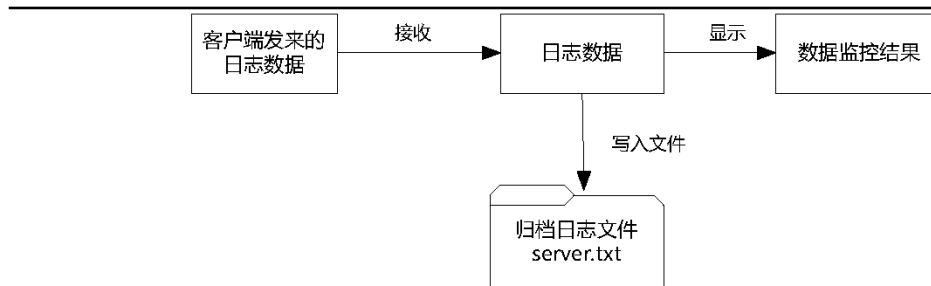 客户端发来的
日志数据
接收
日志数据
显示
数据监控结果
写入文件
归档日志文件
server.txt